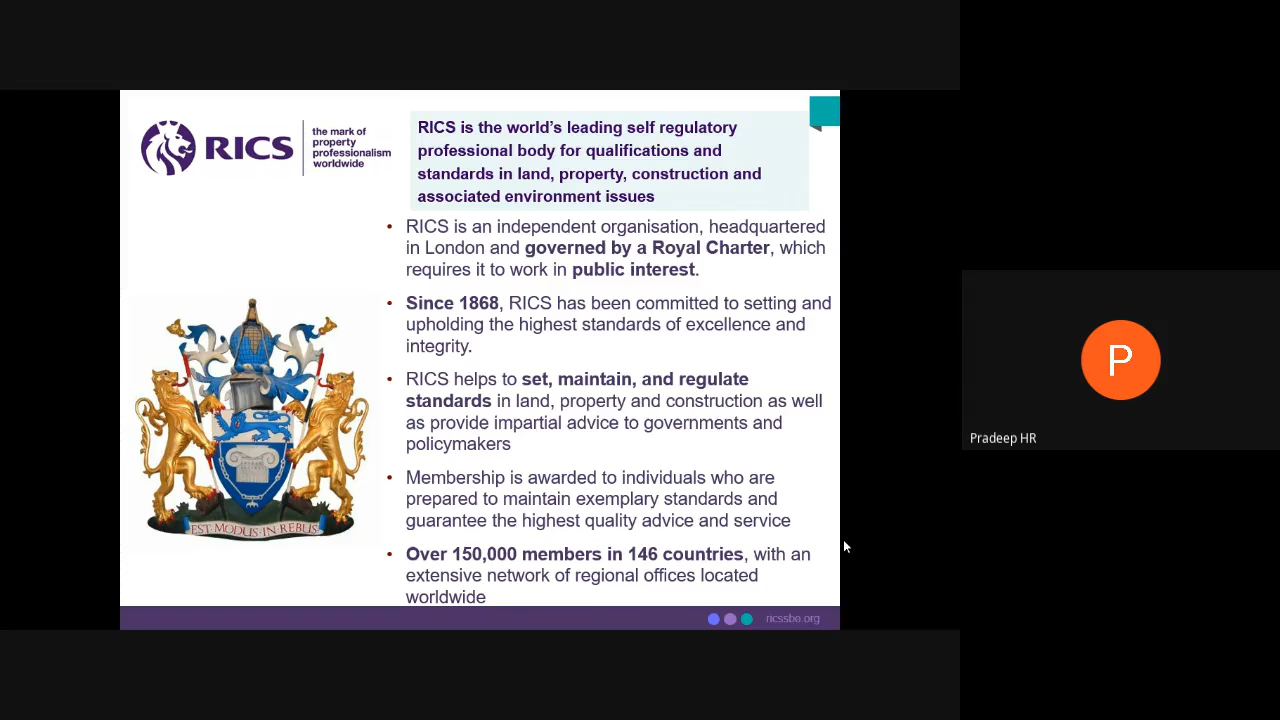 RICS
the mark of
property
professionalism
worldwide
RICS is the world’s leading self regulatory
professional body for qualifications and
standards in land, property, construction and
associated environment issues
• RICS is an independent organisation, headquartered
in London and governed by a Royal Charter, which
requires it to work in public interest.
• Since 1868, RICS has been committed to setting and
upholding the highest standards of excellence and
integrity.
• RICS helps to set, maintain, and regulate
standards in land, property and construction as well
as provide impartial advice to governments and
policymakers
• Membership is awarded to individuals who are
prepared to maintain exemplary standards and
guarantee the highest quality advice and service
• Over 150,000 members in 146 countries, with an
extensive network of regional offices located
worldwide
EST·MODUS·IN·REBUS
ricssbe.org
P
Pradeep HR